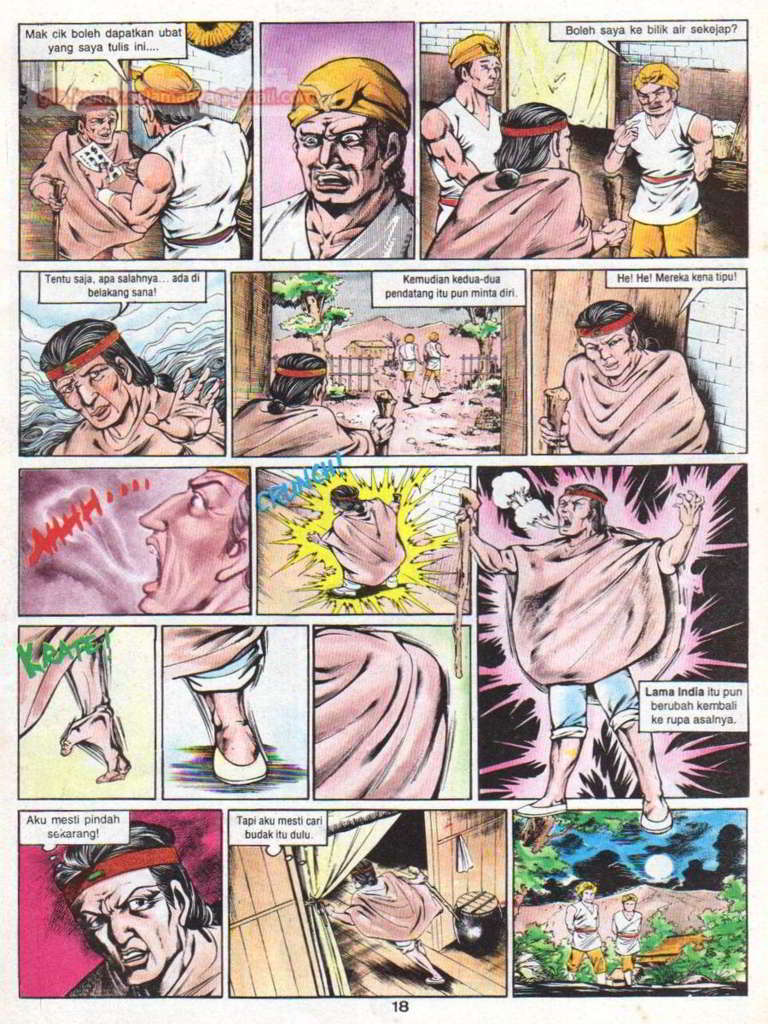 Mak cik boleh dapatkan ubat
yang saya tulis ini....
Boleh saya ke bilik air sekejap?
Tentu saja, apa salahnya... ada di
belakang sana!
Kemudian kedua-dua
pendatang itu pun minta diri.
He! He! Mereka kena tipu!
AHHH....
CRUNCH!
KRAPE!
Lama India itu pun
berubah kembali
ke rupa asalnya.
Aku mesti pindah
sekarang!
Tapi aku mesti cari
budak itu dulu.
18